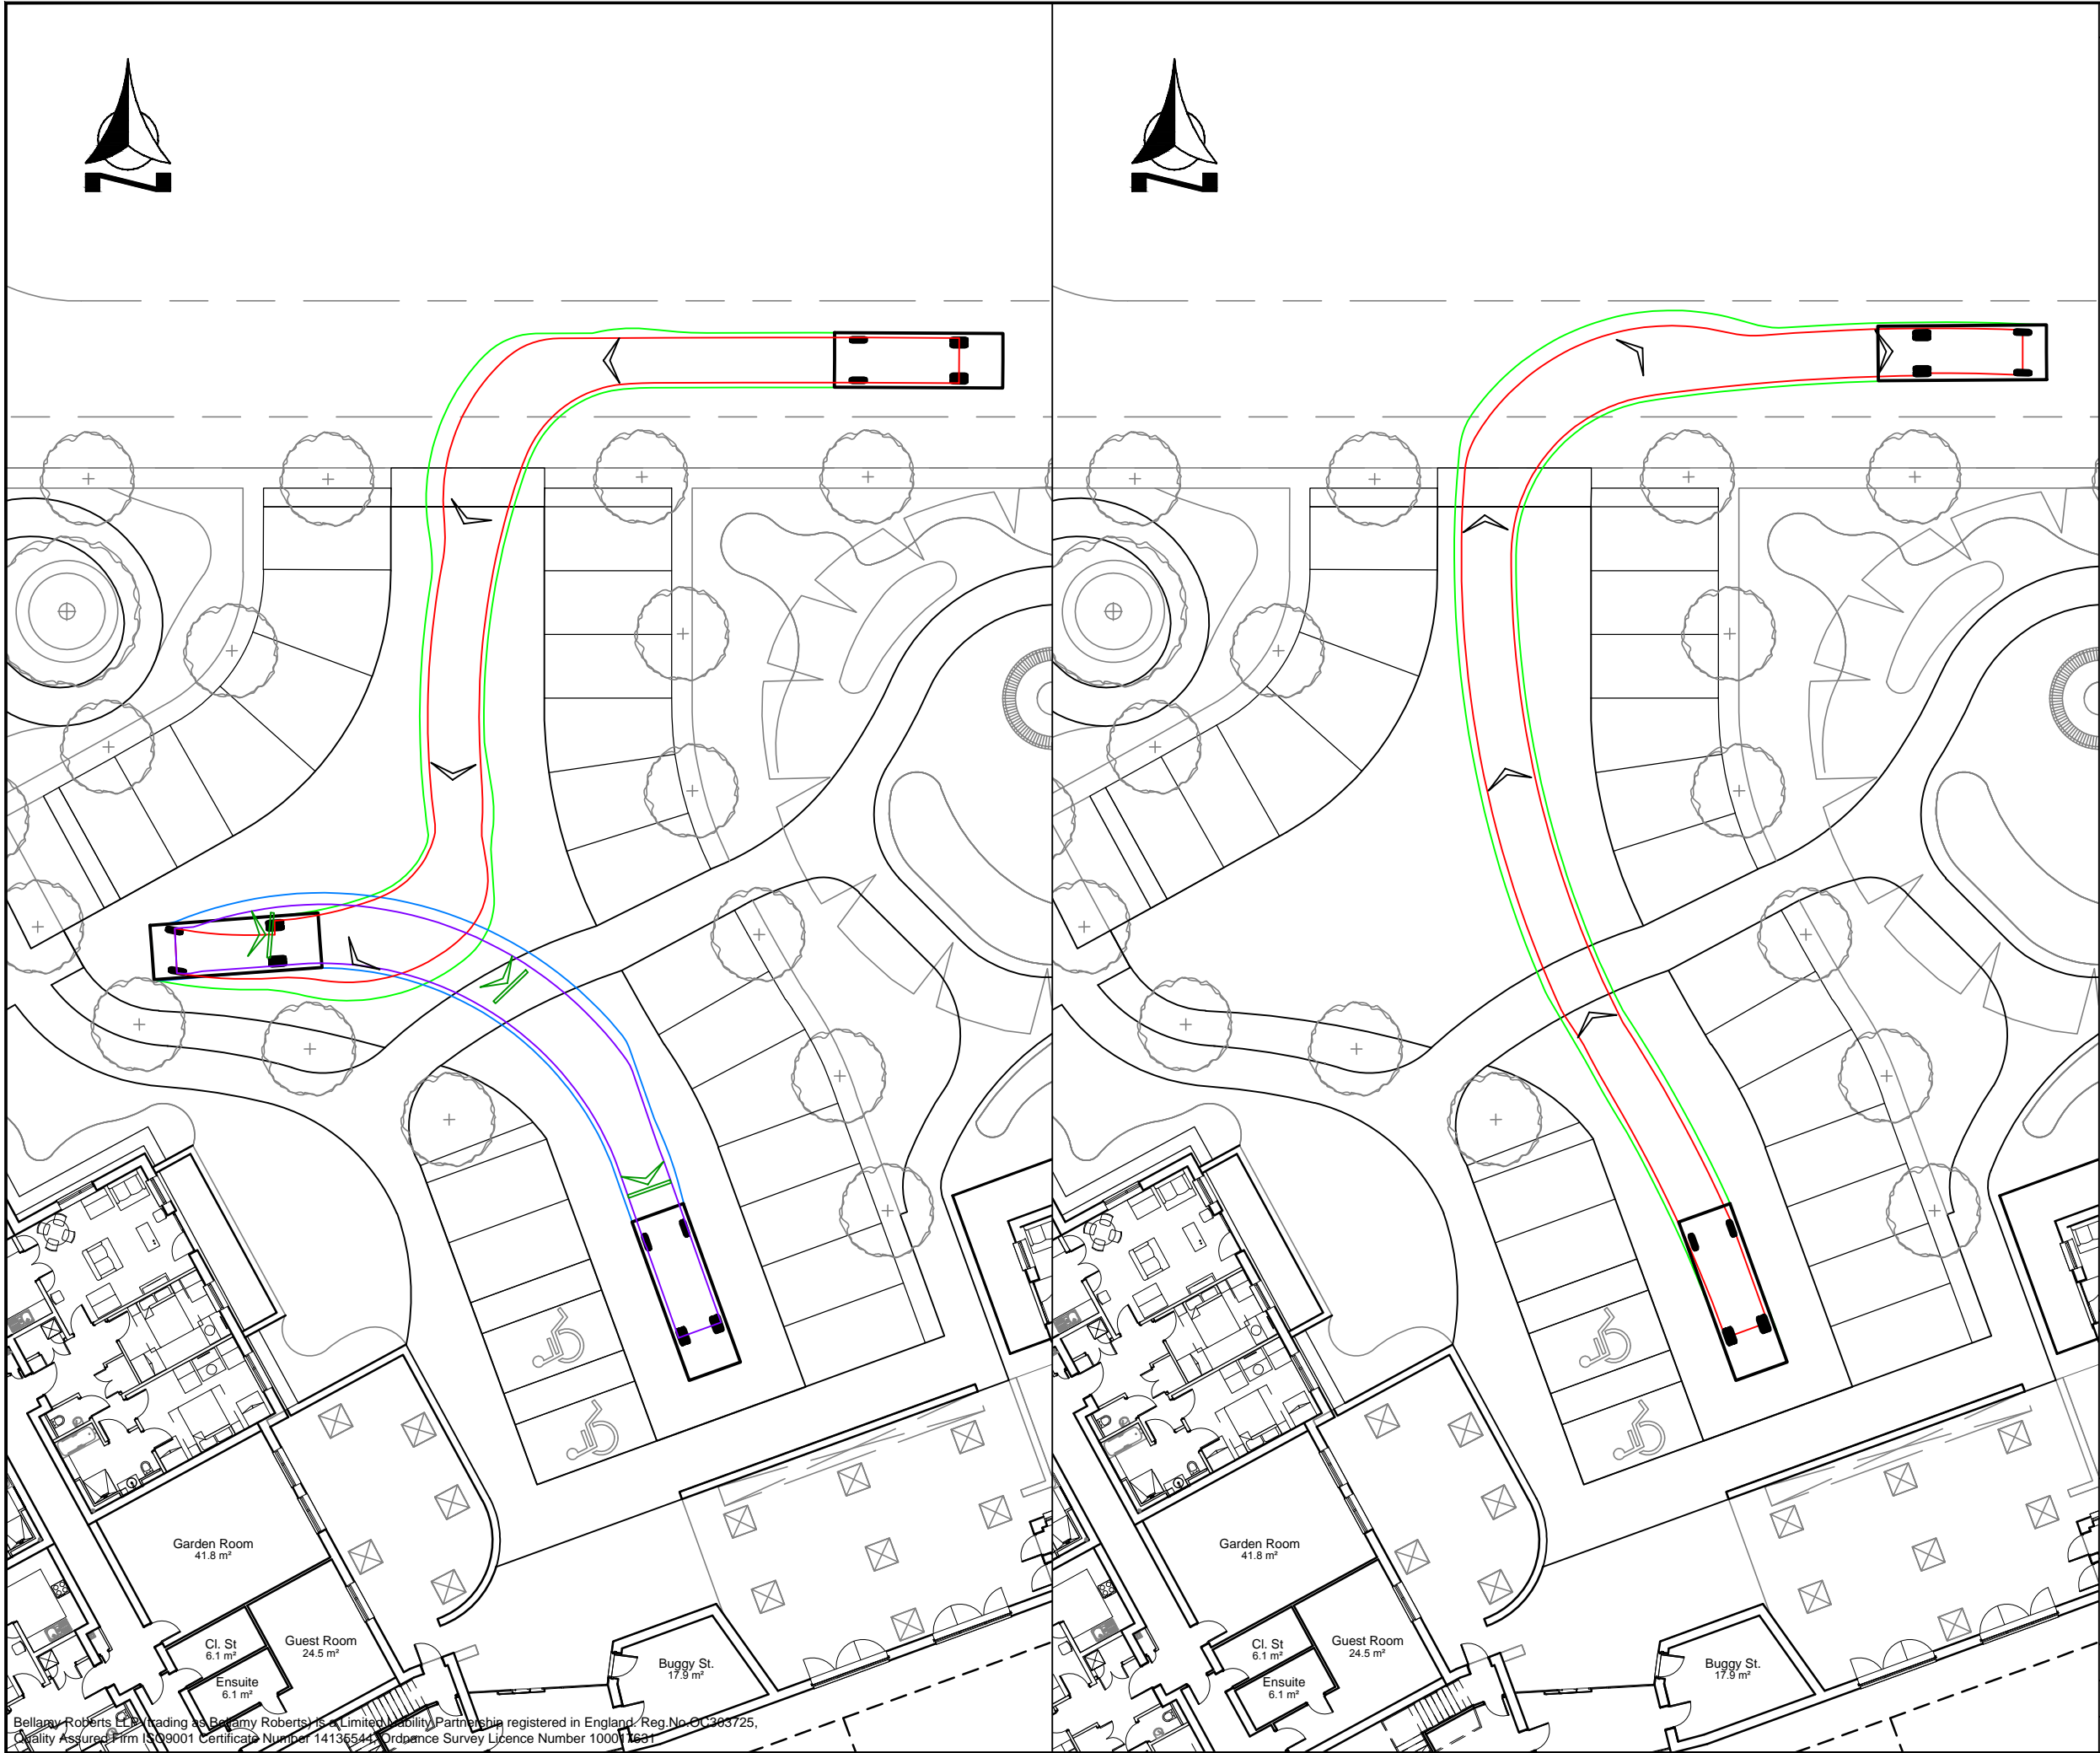 N
N
Garden Room
41.8 m²
Cl. St
6.1 m²
Guest Room
24.5 m²
Ensuite
6.1 m²
Buggy St.
17.9 m²
Garden Room
41.8 m²
Cl. St
6.1 m²
Guest Room
24.5 m²
Ensuite
6.1 m²
Buggy St.
17.9 m²
Bellamy Roberts LLP (trading as Bellamy Roberts) is a Limited Liability Partnership registered in England. Reg.No.OC303725,
Quality Assured Firm ISO9001 Certificate Number 14135544, Ordnance Survey Licence Number 100017631